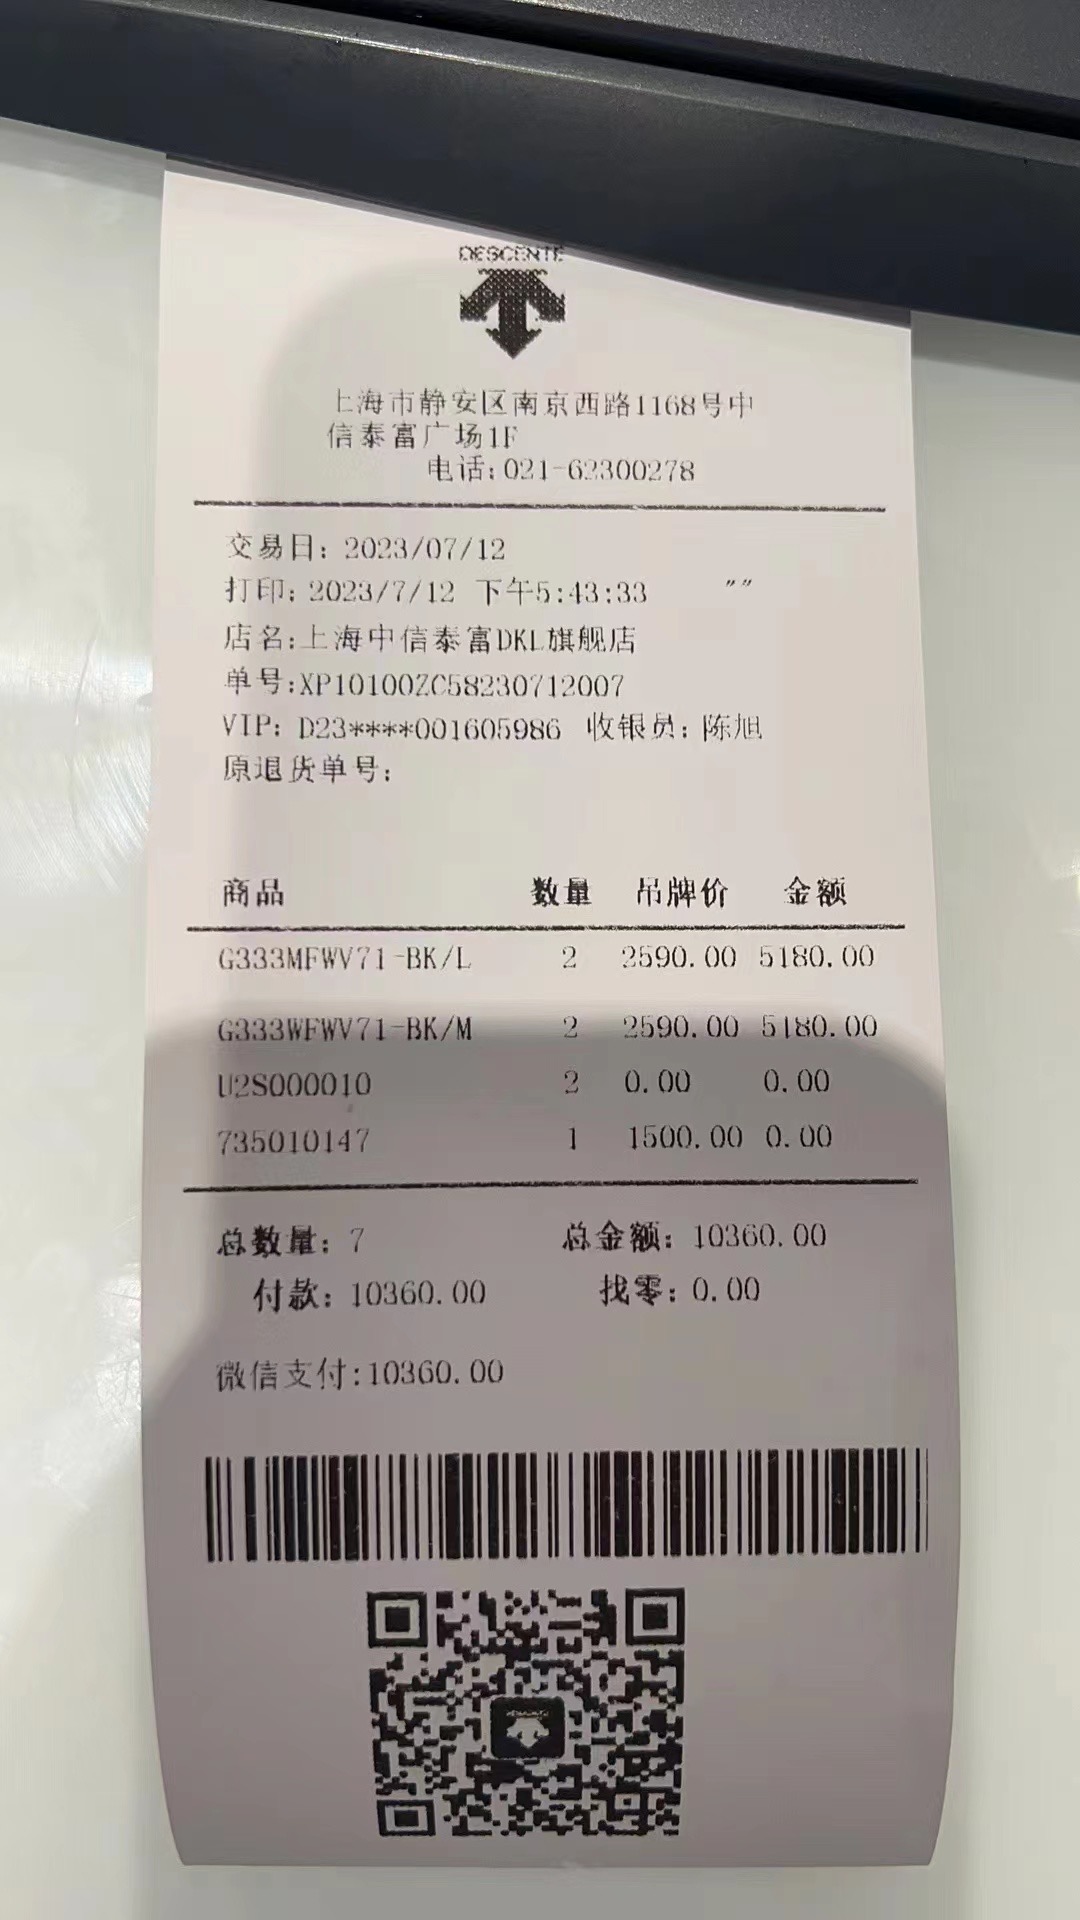 DESCENTE
上海市静安区南京西路1168号中
信泰富广场1F
电话:021-62300278
交易日: 2023/07/12
打印: 2023/7/12 下午5:43:33 ""
店名:上海中信泰富DKL旗舰店
单号:XP10100ZC58230712007
VIP: D23****001605986 收银员: 陈旭
原退货单号:
商品 数量 吊牌价 金额
G333MFWV71-BK/L 2 2590.00 5180.00
G333WFWV71-BK/M 2 2590.00 5180.00
U2S000010 2 0.00 0.00
735010147 1 1500.00 0.00
总数量: 7 总金额: 10360.00
付款: 10360.00 找零: 0.00
微信支付:10360.00